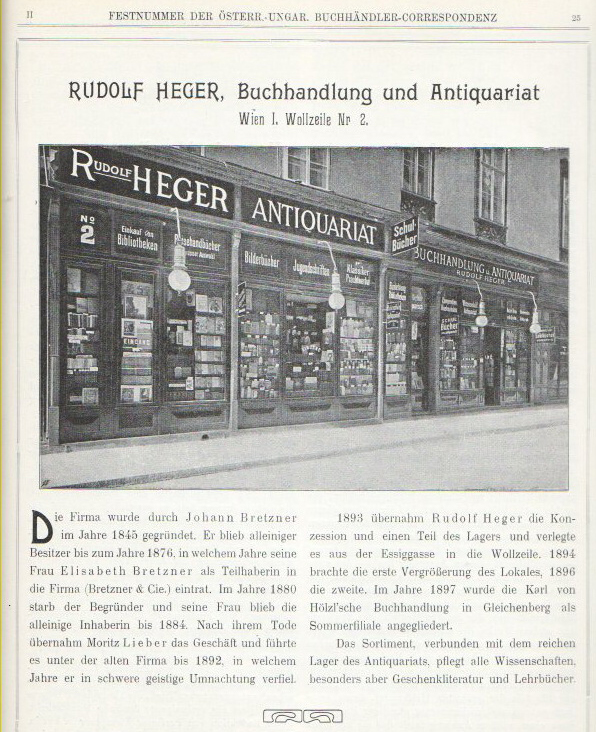 II
FESTNUMMER DER ÖSTERR.-UNGAR. BUCHHÄNDLER-CORRESPONDENZ
25
RUDOLF HEGER, Buchhandlung und Antiquariat
Wien I. Wollzeile Nr 2.
RUDOLF HEGER
ANTIQUARIAT
Schul-
Bücher
BUCHHANDLUNG u. ANTIQUARIAT
RUDOLF HEGER
No
2
Einkauf von
Bibliotheken
Bilderbücher
Jugendschriften
Klassiker
EINGANG
Bücher
Die Firma wurde durch Johann Bretzner
im Jahre 1845 gegründet. Er blieb alleiniger
Besitzer bis zum Jahre 1876, in welchem Jahre seine
Frau Elisabeth Bretzner als Teilhaberin in
die Firma (Bretzner & Cie.) eintrat. Im Jahre 1880
starb der Begründer und seine Frau blieb die
alleinige Inhaberin bis 1884. Nach ihrem Tode
übernahm Moritz Lieber das Geschäft und führte
es unter der alten Firma bis 1892, in welchem
Jahre er in schwere geistige Umnachtung verfiel.
1893 übernahm Rudolf Heger die Kon-
zession und einen Teil des Lagers und verlegte
es aus der Essiggasse in die Wollzeile. 1894
brachte die erste Vergrößerung des Lokales, 1896
die zweite. Im Jahre 1897 wurde die Karl von
Hölzl'sche Buchhandlung in Gleichenberg als
Sommerfiliale angegliedert.
Das Sortiment, verbunden mit dem reichen
Lager des Antiquariats, pflegt alle Wissenschaften,
besonders aber Geschenkliteratur und Lehrbücher.